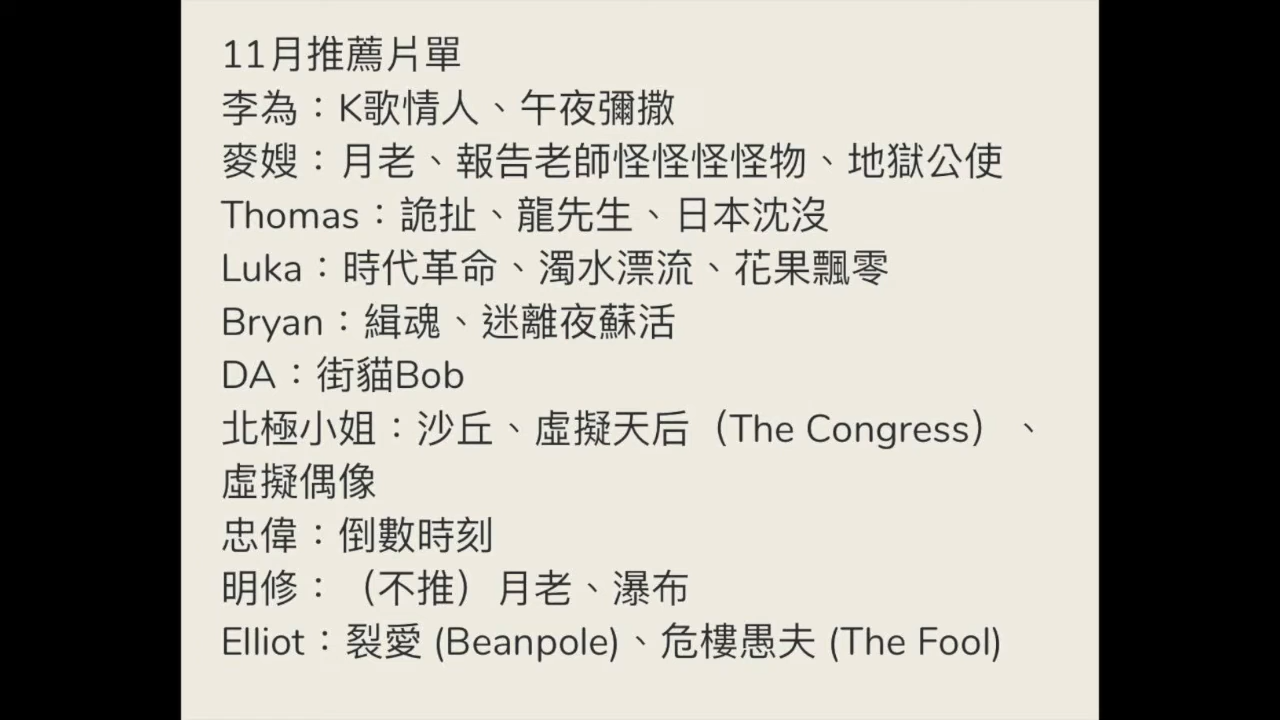 11月推薦片單
李為：K歌情人、午夜彌撒
麥嫂：月老、報告老師怪怪怪怪物、地獄公使
Thomas：詭扯、龍先生、日本沈沒
Luka：時代革命、濁水漂流、花果飄零
Bryan：緝魂、迷離夜蘇活
DA：街貓Bob
北極小姐：沙丘、虛擬天后（The Congress）、
虛擬偶像
忠偉：倒數時刻
明修：（不推）月老、瀑布
Elliot：裂愛 (Beanpole)、危樓愚夫 (The Fool)